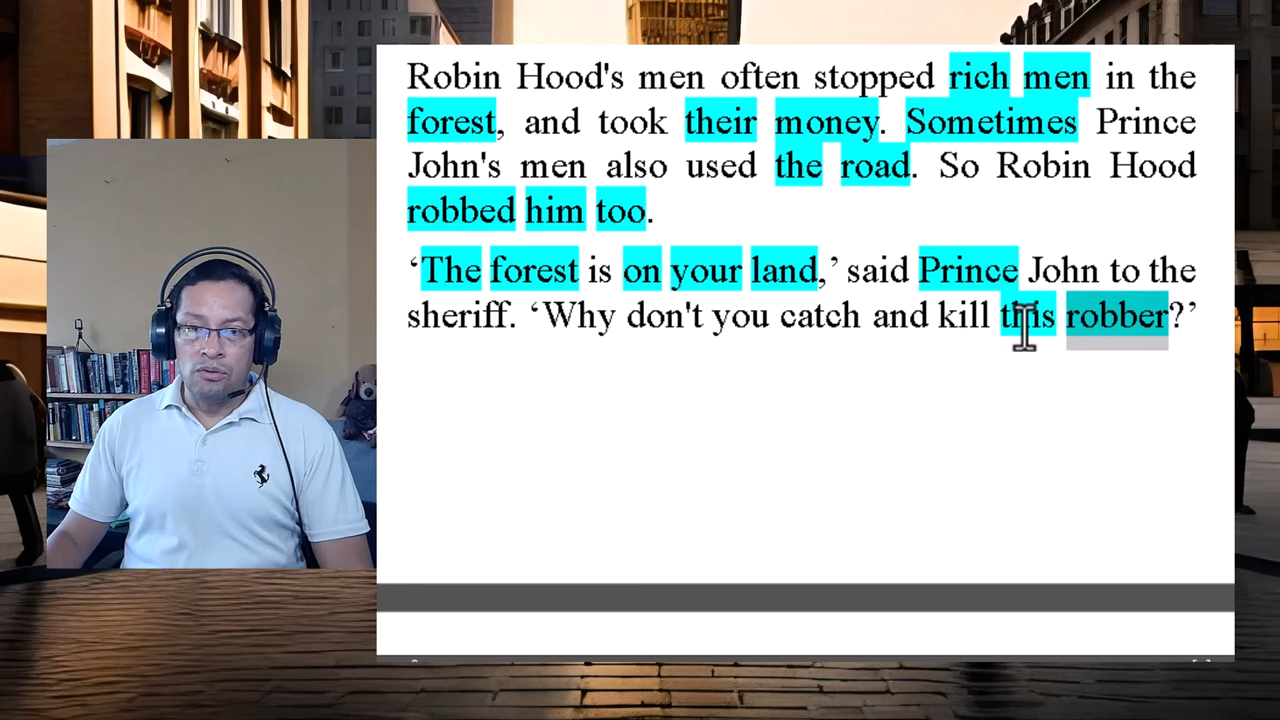 Robin Hood's men often stopped rich men in the
forest, and took their money. Sometimes Prince
John's men also used the road. So Robin Hood
robbed him too.
‘The forest is on your land,’ said Prince John to the
sheriff. ‘Why don't you catch and kill this robber?’